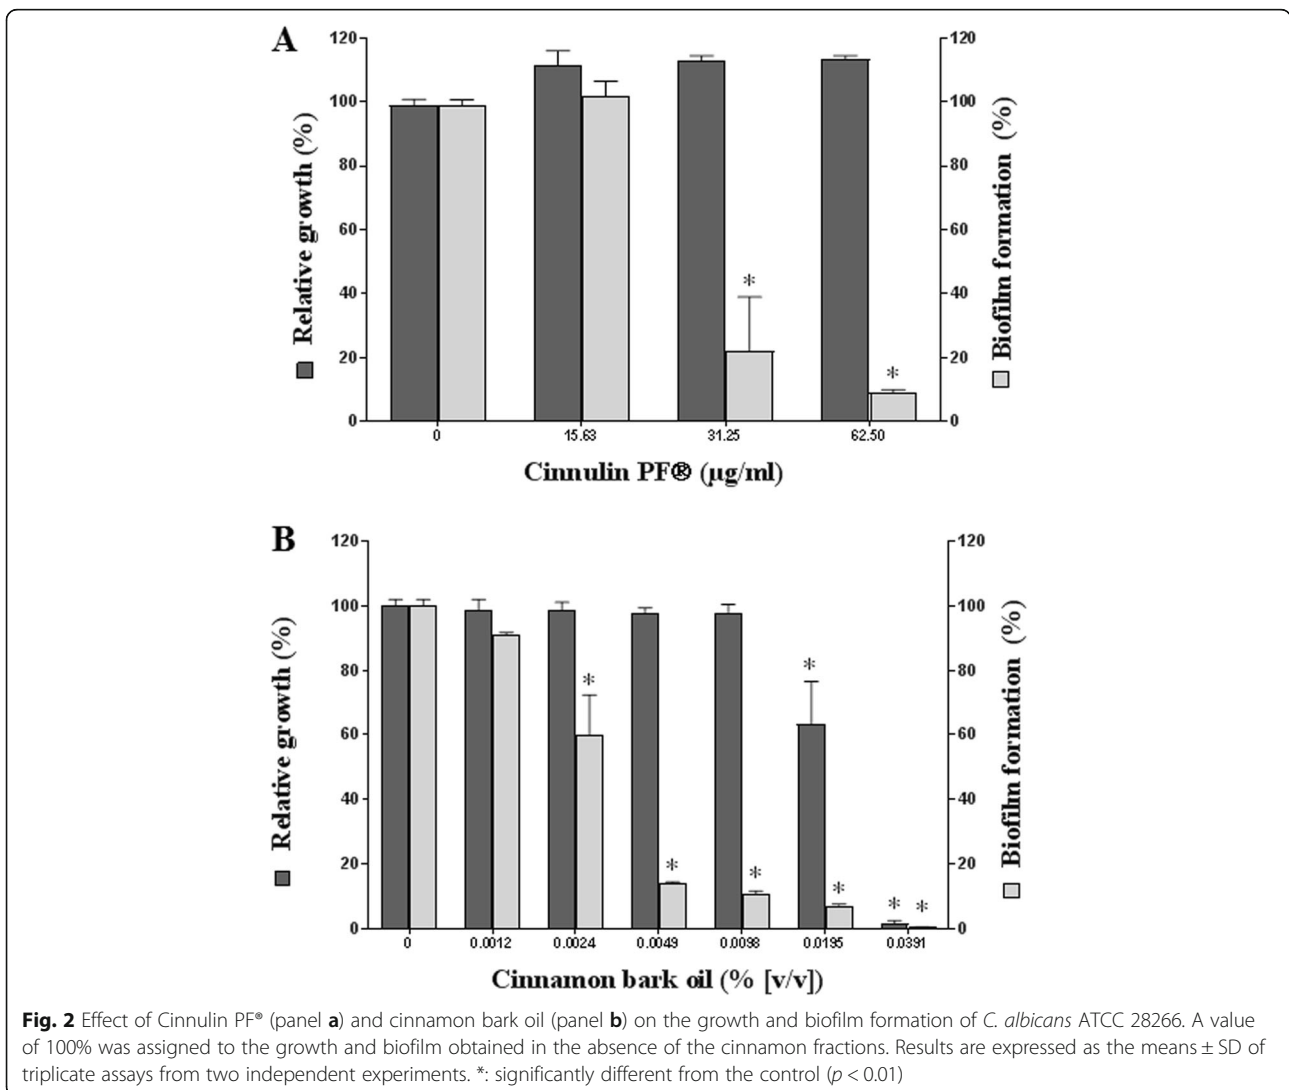 A
120
100
80
60
40
20
0
Relative growth (%)
120
100
80
60
40
20
0
Biofilm formation (%)
*
*
0 15.63 31.25 62.50
Cinnulin PF® (µg/ml)
B
120
100
80
60
40
20
0
Relative growth (%)
120
100
80
60
40
20
0
Biofilm formation (%)
*
*
*
*
*
* *
0 0.0012 0.0024 0.0049 0.0098 0.0195 0.0391
Cinnamon bark oil (% [v/v])
Fig. 2 Effect of Cinnulin PF® (panel a) and cinnamon bark oil (panel b) on the growth and biofilm formation of C. albicans ATCC 28266. A value
of 100% was assigned to the growth and biofilm obtained in the absence of the cinnamon fractions. Results are expressed as the means ± SD of
triplicate assays from two independent experiments. *: significantly different from the control (p < 0.01)